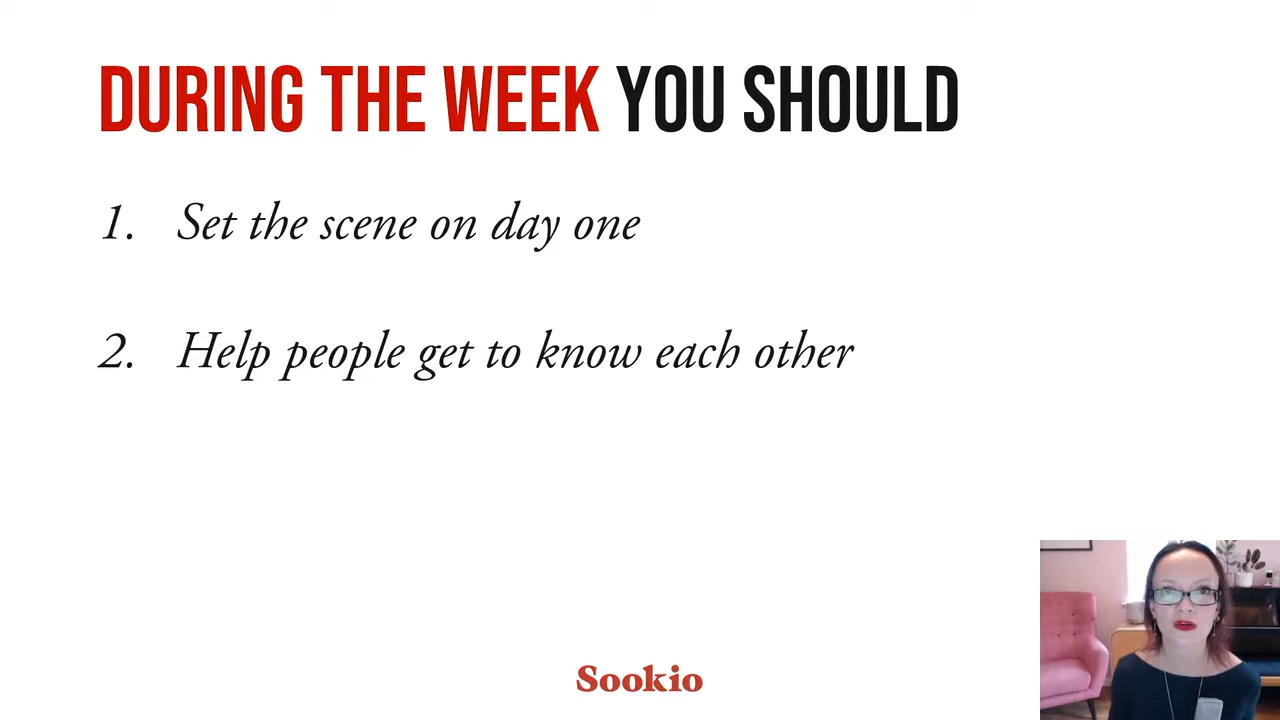 DURING THE WEEK YOU SHOULD
1. Set the scene on day one
2. Help people get to know each other
Sookio